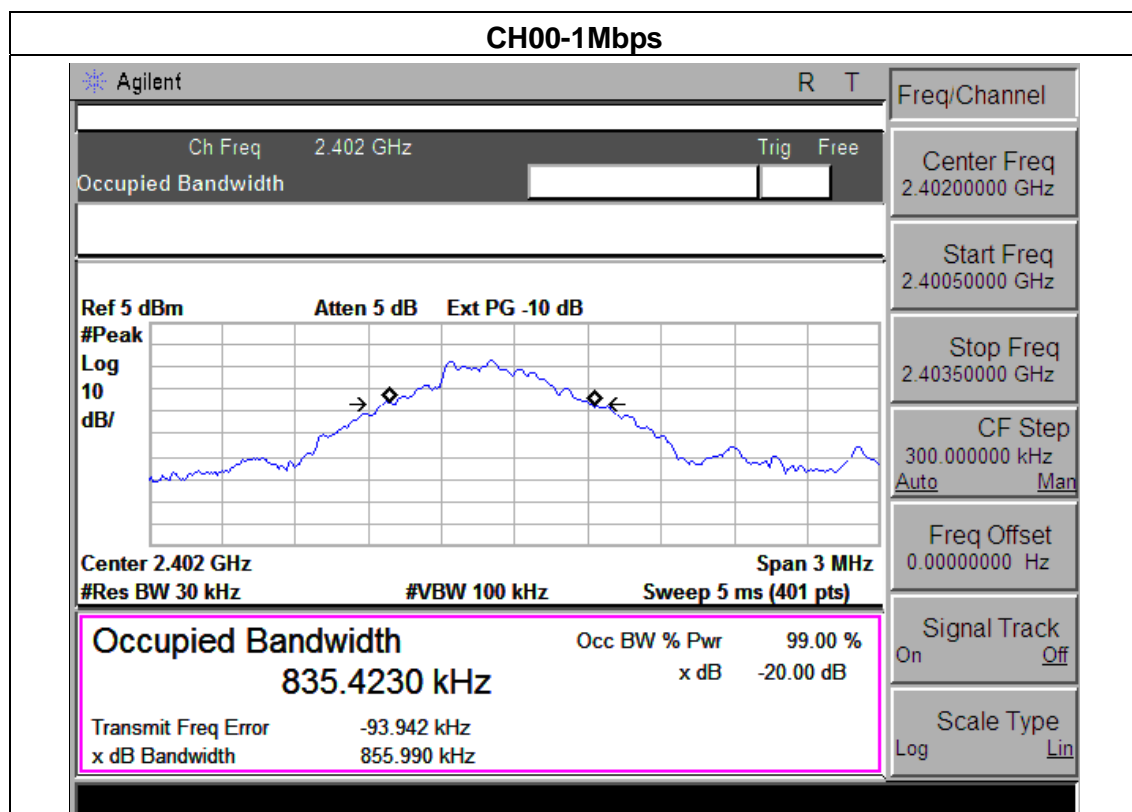 CH00-1Mbps
Agilent R T
Ch Freq 2.402 GHz Trig Free
Occupied Bandwidth
Ref 5 dBm Atten 5 dB Ext PG -10 dB
#Peak
Log
10
dB/
Center 2.402 GHz Span 3 MHz
#Res BW 30 kHz #VBW 100 kHz Sweep 5 ms (401 pts)
Occupied Bandwidth Occ BW % Pwr 99.00 %
835.4230 kHz x dB -20.00 dB
Transmit Freq Error -93.942 kHz
x dB Bandwidth 855.990 kHz
Freq/Channel
Center Freq
2.40200000 GHz
Start Freq
2.40050000 GHz
Stop Freq
2.40350000 GHz
CF Step
300.000000 kHz
Auto Man
Freq Offset
0.00000000 Hz
Signal Track
On Off
Scale Type
Log Lin